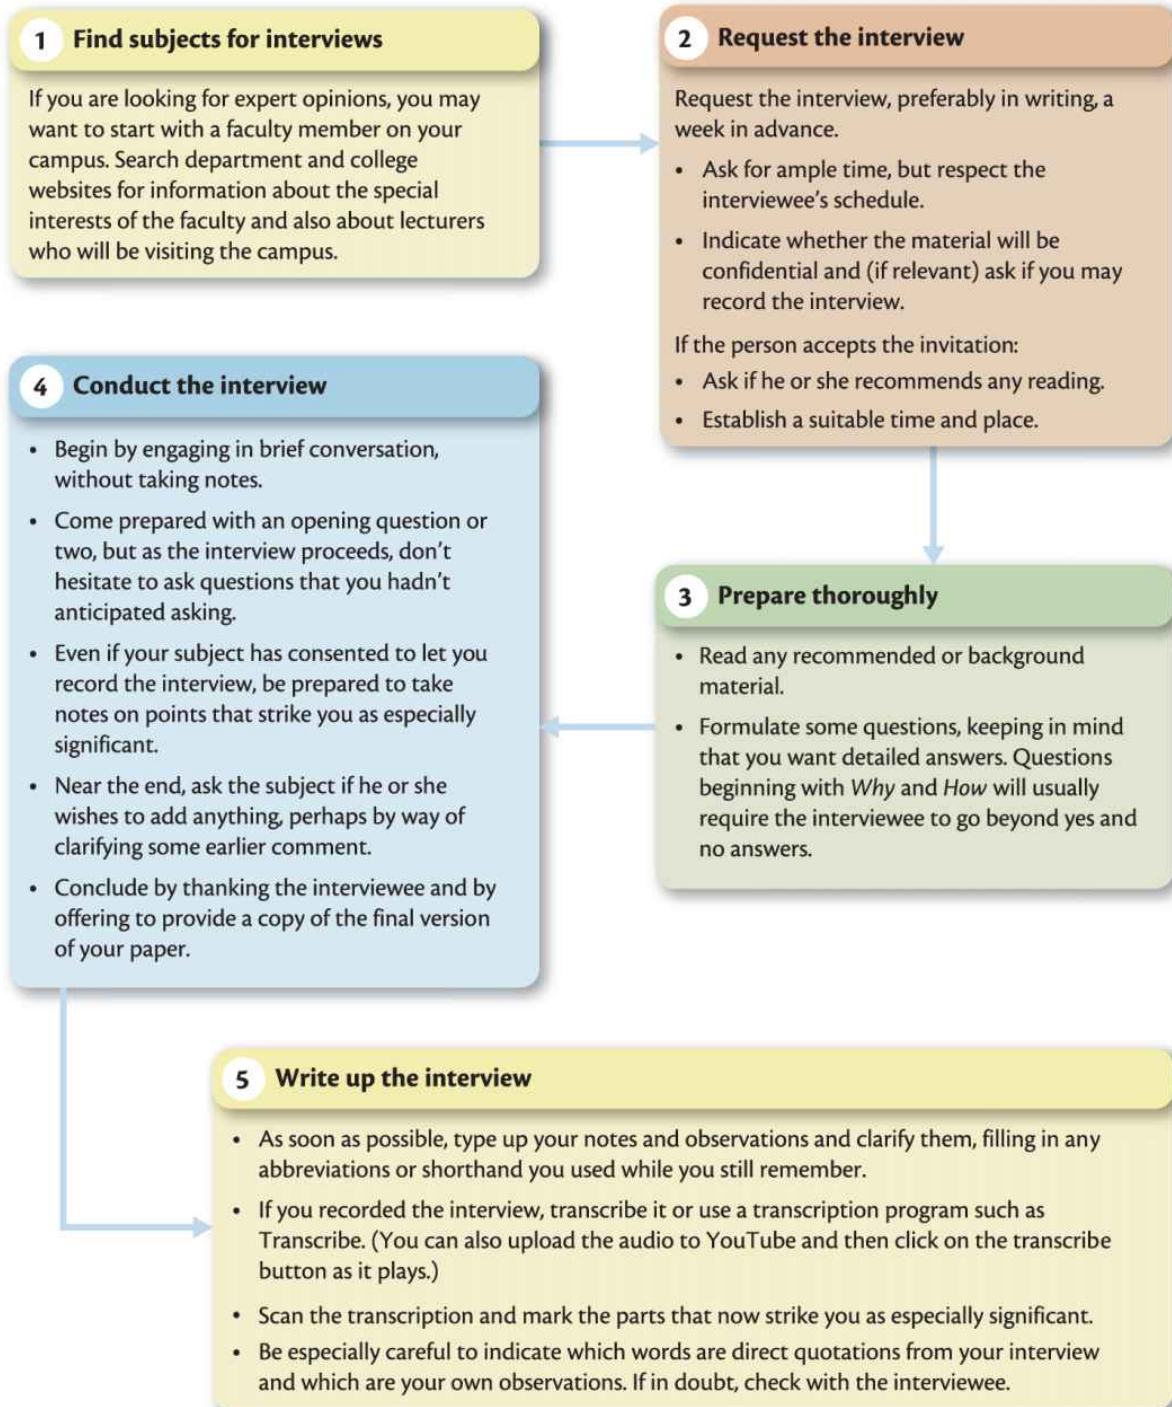 1 Find subjects for interviews
If you are looking for expert opinions, you may
want to start with a faculty member on your
campus. Search department and college
websites for information about the special
interests of the faculty and also about lecturers
who will be visiting the campus.
2 Request the interview
Request the interview, preferably in writing, a
week in advance.
• Ask for ample time, but respect the
interviewee's schedule.
• Indicate whether the material will be
confidential and (if relevant) ask if you may
record the interview.
If the person accepts the invitation:
• Ask if he or she recommends any reading.
• Establish a suitable time and place.
3 Prepare thoroughly
• Read any recommended or background
material.
• Formulate some questions, keeping in mind
that you want detailed answers. Questions
beginning with Why and How will usually
require the interviewee to go beyond yes and
no answers.
4 Conduct the interview
• Begin by engaging in brief conversation,
without taking notes.
• Come prepared with an opening question or
two, but as the interview proceeds, don't
hesitate to ask questions that you hadn't
anticipated asking.
• Even if your subject has consented to let you
record the interview, be prepared to take
notes on points that strike you as especially
significant.
• Near the end, ask the subject if he or she
wishes to add anything, perhaps by way of
clarifying some earlier comment.
• Conclude by thanking the interviewee and by
offering to provide a copy of the final version
of your paper.
5 Write up the interview
• As soon as possible, type up your notes and observations and clarify them, filling in any
abbreviations or shorthand you used while you still remember.
• If you recorded the interview, transcribe it or use a transcription program such as
Transcribe. (You can also upload the audio to YouTube and then click on the transcribe
button as it plays.)
• Scan the transcription and mark the parts that now strike you as especially significant.
• Be especially careful to indicate which words are direct quotations from your interview
and which are your own observations. If in doubt, check with the interviewee.